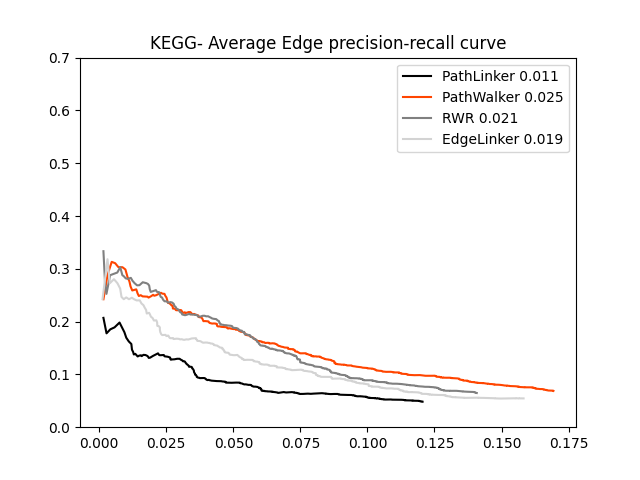 KEGG- Average Edge precision-recall curve
PathLinker 0.011
PathWalker 0.025
RWR 0.021
EdgeLinker 0.019
0.7
0.6
0.5
0.4
0.3
0.2
0.1
0.0
0.000 0.025 0.050 0.075 0.100 0.125 0.150 0.175